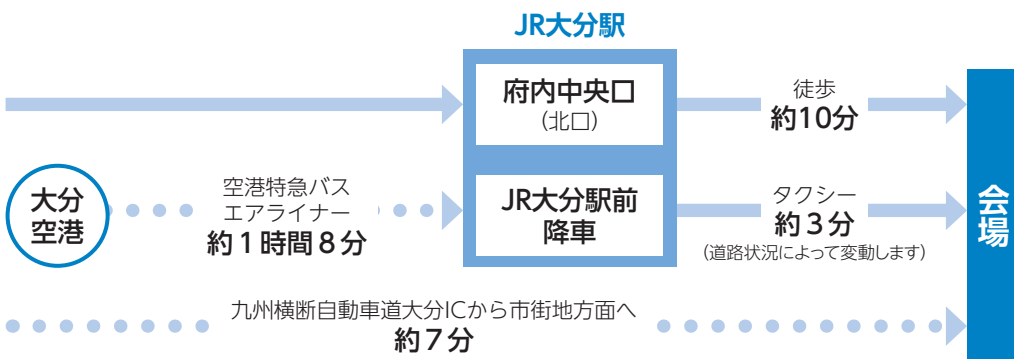 JR大分駅
府内中央口
（北口）
徒歩
約10分
大分
空港
空港特急バス
エアライナー
約1時間8分
JR大分駅前
降車
タクシー
約3分
（道路状況によって変動します）
会場
九州横断自動車道大分ICから市街地方面へ
約7分